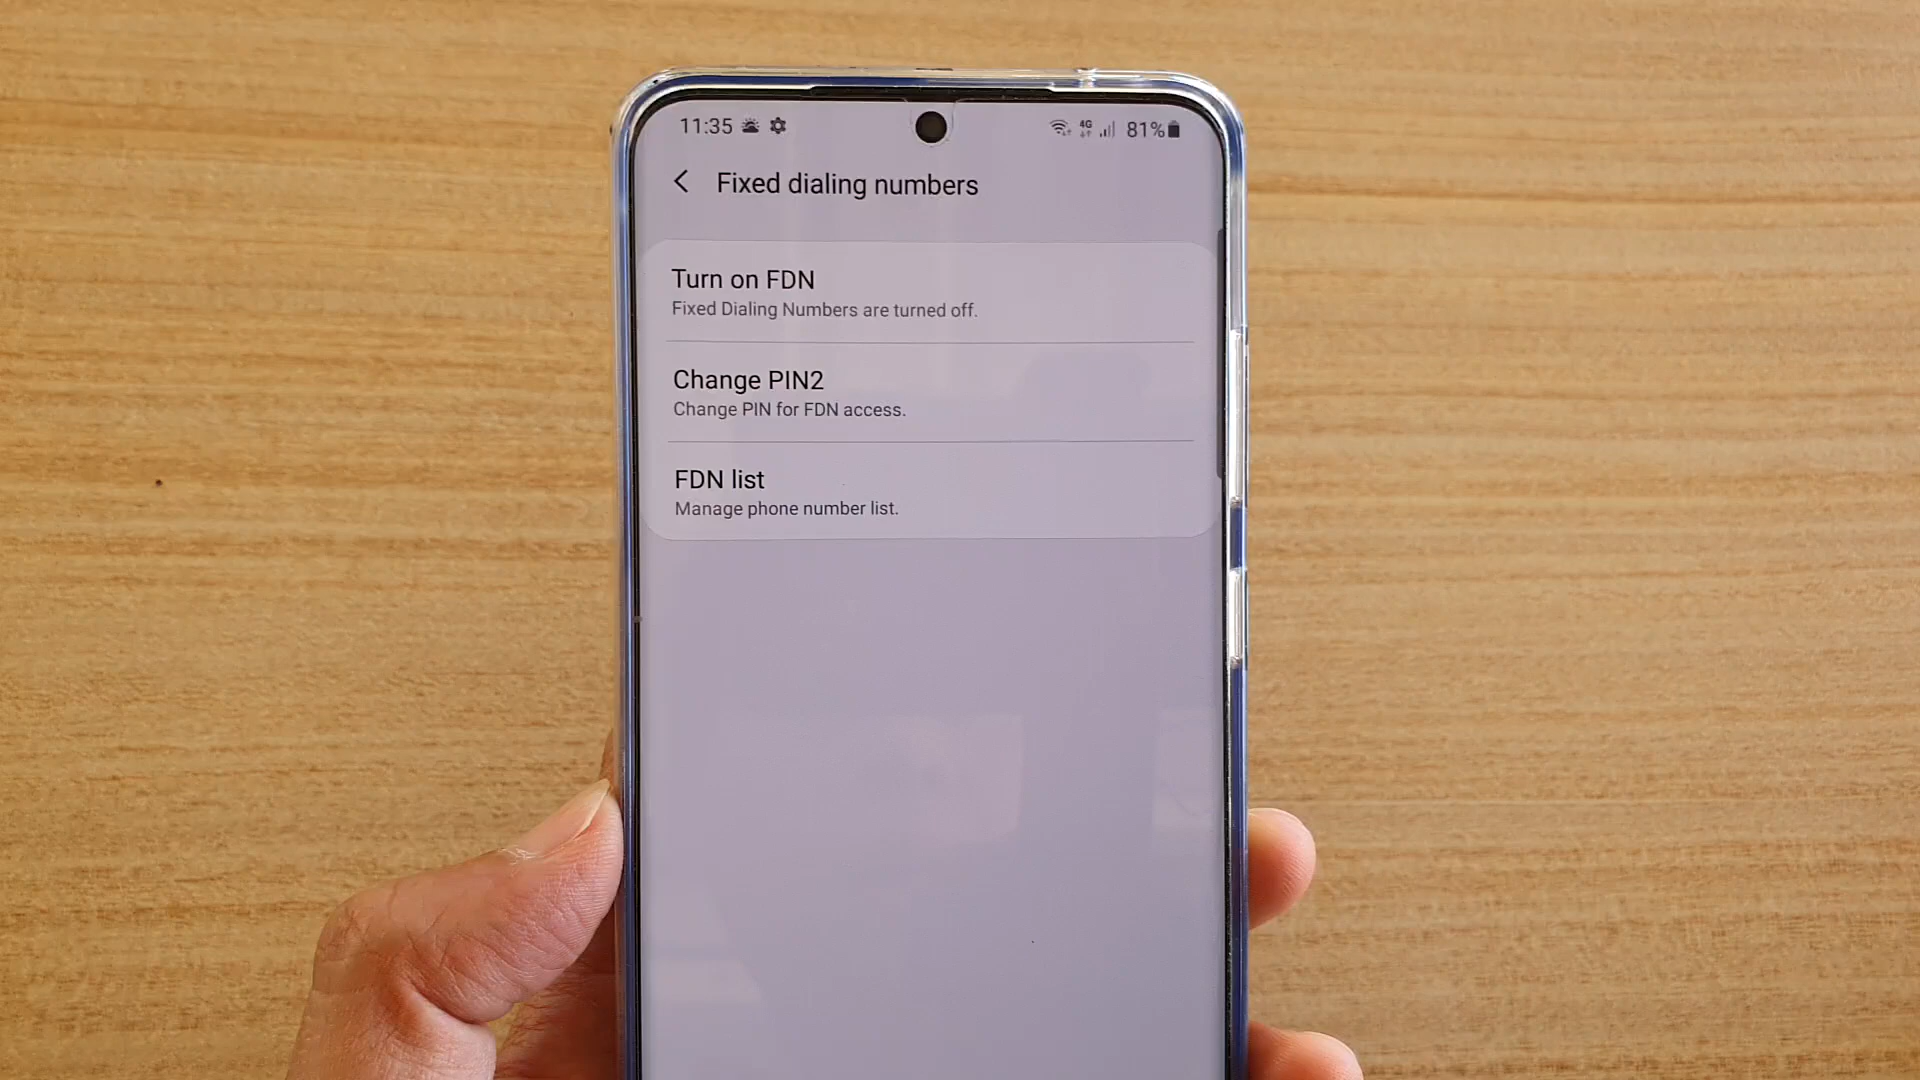 11:35 4G 81%
Fixed dialing numbers
Turn on FDN
Fixed Dialing Numbers are turned off.
Change PIN2
Change PIN for FDN access.
FDN list
Manage phone number list.